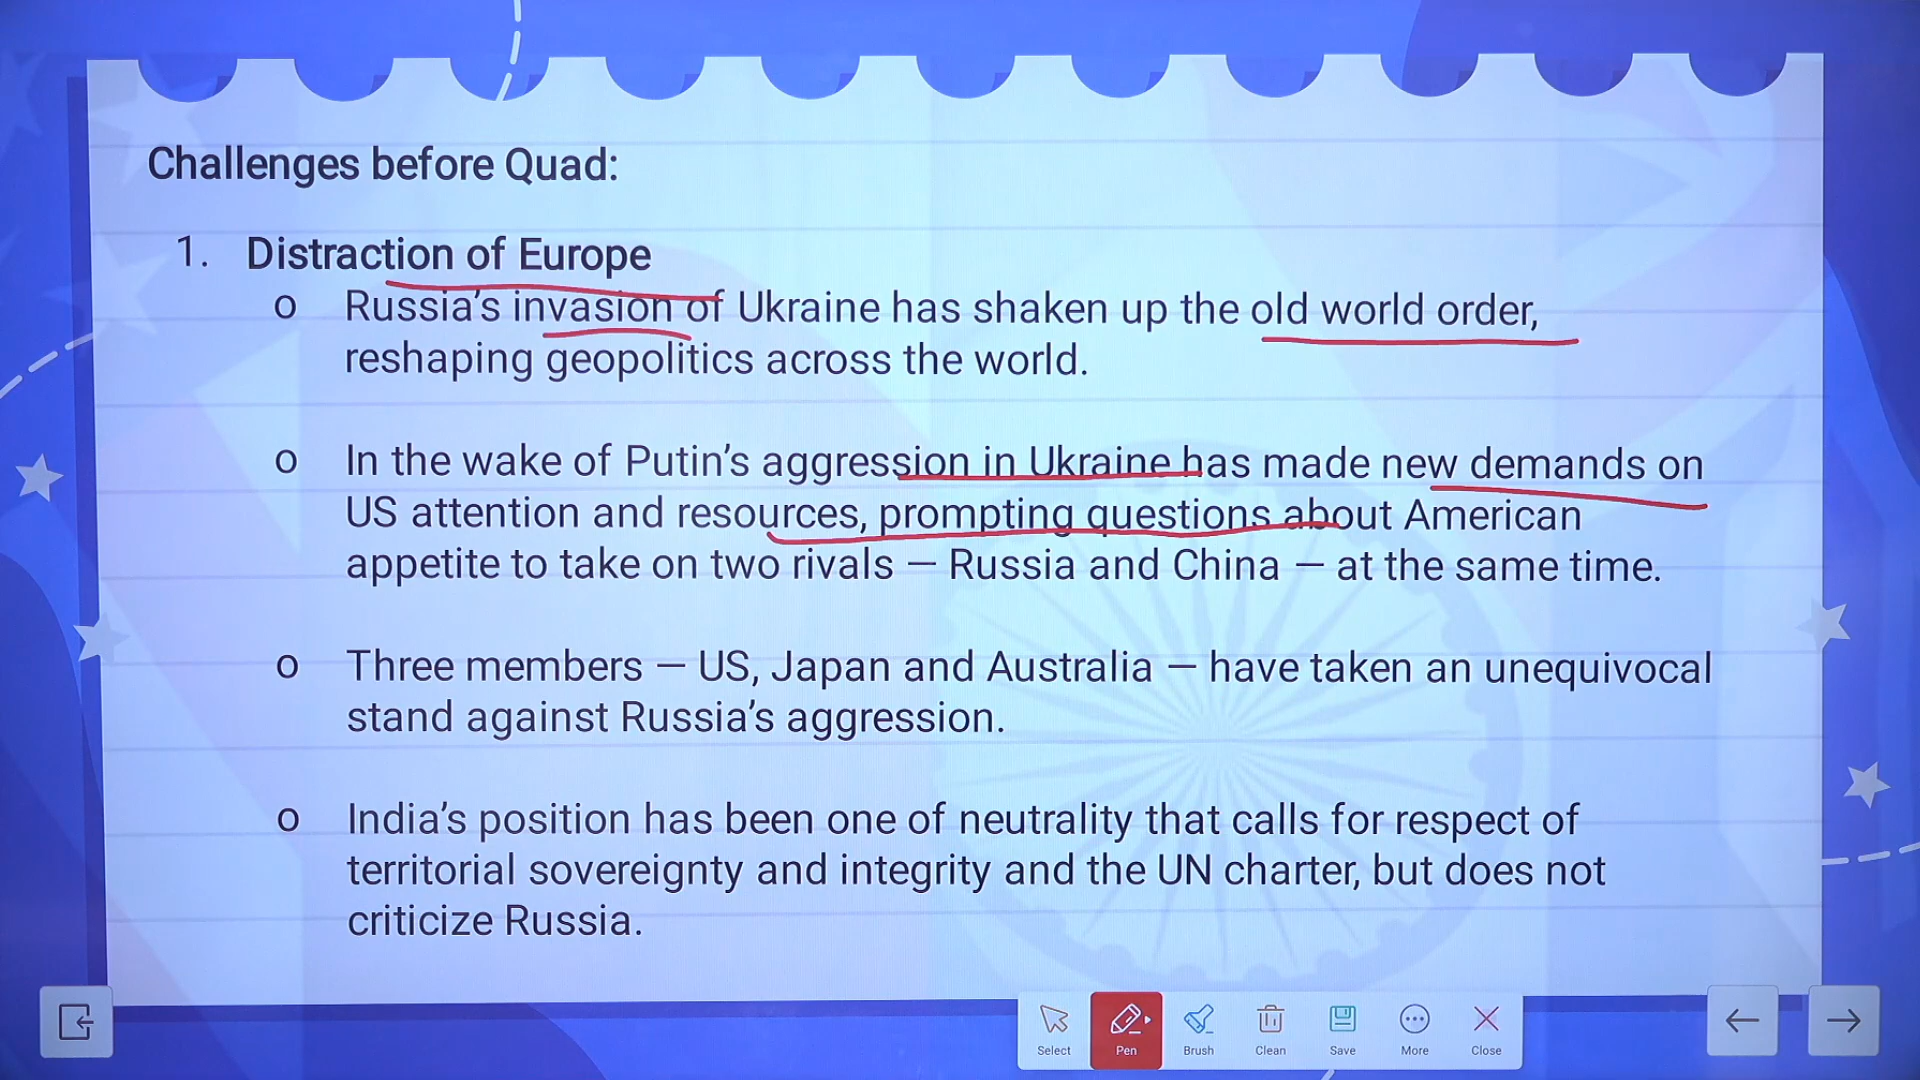 Challenges before Quad:
1. Distraction of Europe
o Russia's invasion of Ukraine has shaken up the old world order,
reshaping geopolitics across the world.
o In the wake of Putin's aggression in Ukraine has made new demands on
US attention and resources, prompting questions about American
appetite to take on two rivals — Russia and China — at the same time.
o Three members — US, Japan and Australia — have taken an unequivocal
stand against Russia's aggression.
o India's position has been one of neutrality that calls for respect of
territorial sovereignty and integrity and the UN charter, but does not
criticize Russia.
Select Pen Brush Clean Save More Close